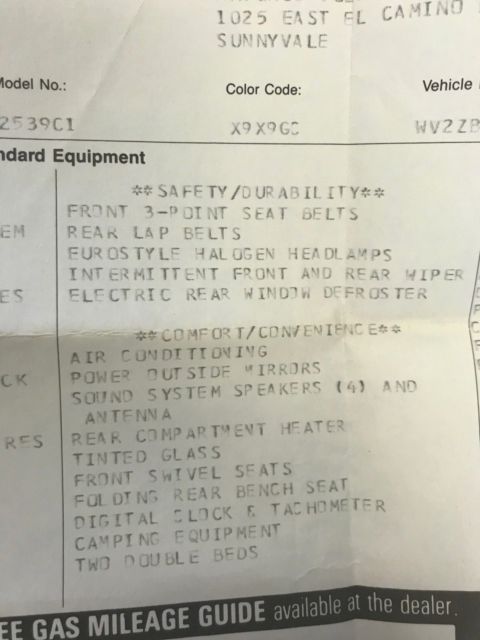 1025 EAST EL CAMINO
SUNNYVALE
Model No.: Color Code: Vehicle
2539C1 X9X9GC WV2ZB
ndard Equipment
**SAFETY/DURABILITY**
FRONT 3-POINT SEAT BELTS
EM REAR LAP BELTS
EUROSTYLE HALOGEN HEADLAMPS
INTERMITTENT FRONT AND REAR WIPER
ES ELECTRIC REAR WINDOW DEFROSTER
**COMFORT/CONVENIENCE**
AIR CONDITIONING
CK POWER OUTSIDE MIRRORS
SOUND SYSTEM SPEAKERS (4) AND
ANTENNA
RES REAR COMPARTMENT HEATER
TINTED GLASS
FRONT SWIVEL SEATS
FOLDING REAR BENCH SEAT
DIGITAL CLOCK & TACHOMETER
CAMPING EQUIPMENT
TWO DOUBLE BEDS
EE GAS MILEAGE GUIDE available at the dealer.